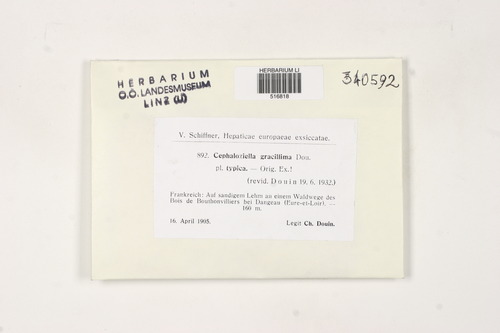 HERBARIUM
O.Ö. LANDESMUSEUM
LINZ (U)
HERBARIUM LI
516818
340592
V. Schiffner, Hepaticae europaeae exsiccatae.
892. Cephaloziella gracillima Dou.
pl. typica. — Orig. Ex.!
(revid. Douin 19. 6. 1932.)
Frankreich: Auf sandigem Lehm an einem Waldwege des
Bois de Bouthonvilliers bei Dangeau (Eure-et-Loir). —
160 m.
16. April 1905.
Legit Ch. Douin.